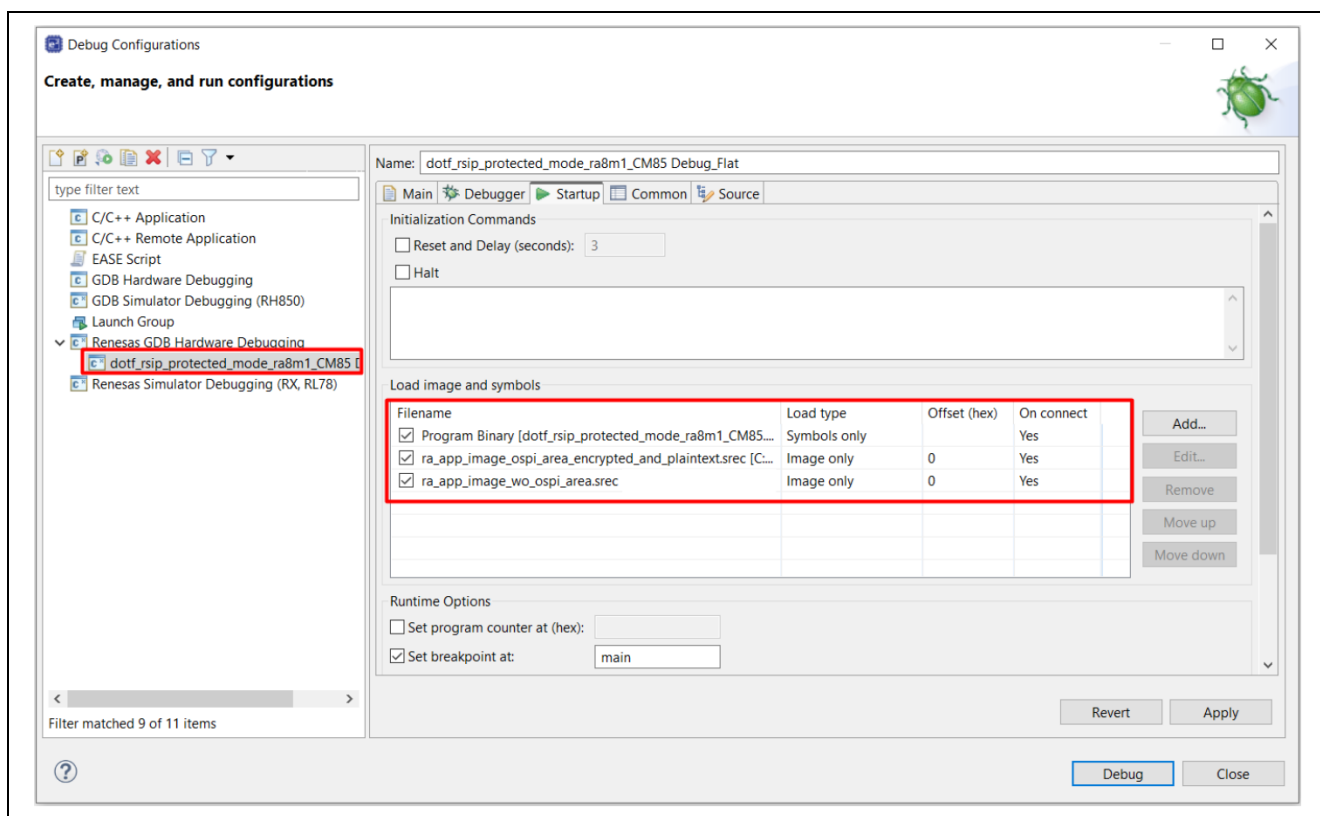 Debug Configurations
Create, manage, and run configurations
type filter text
C/C++ Application
C/C++ Remote Application
EASE Script
GDB Hardware Debugging
GDB Simulator Debugging (RH850)
Launch Group
Renesas GDB Hardware Debugging
dotf_rsip_protected_mode_ra8m1_CM85 D
Renesas Simulator Debugging (RX, RL78)
Filter matched 9 of 11 items
Name: dotf_rsip_protected_mode_ra8m1_CM85 Debug_Flat
Main Debugger Startup Common Source
Initialization Commands
Reset and Delay (seconds): 3
Halt
Load image and symbols
Filename Load type Offset (hex) On connect
Program Binary [dotf_rsip_protected_mode_ra8m1_CM85.... Symbols only Yes
ra_app_image_ospi_area_encrypted_and_plaintext.srec [C:... Image only 0 Yes
ra_app_image_wo_ospi_area.srec Image only 0 Yes
Add...
Edit...
Remove
Move up
Move down
Runtime Options
Set program counter at (hex):
Set breakpoint at: main
Revert Apply
Debug Close